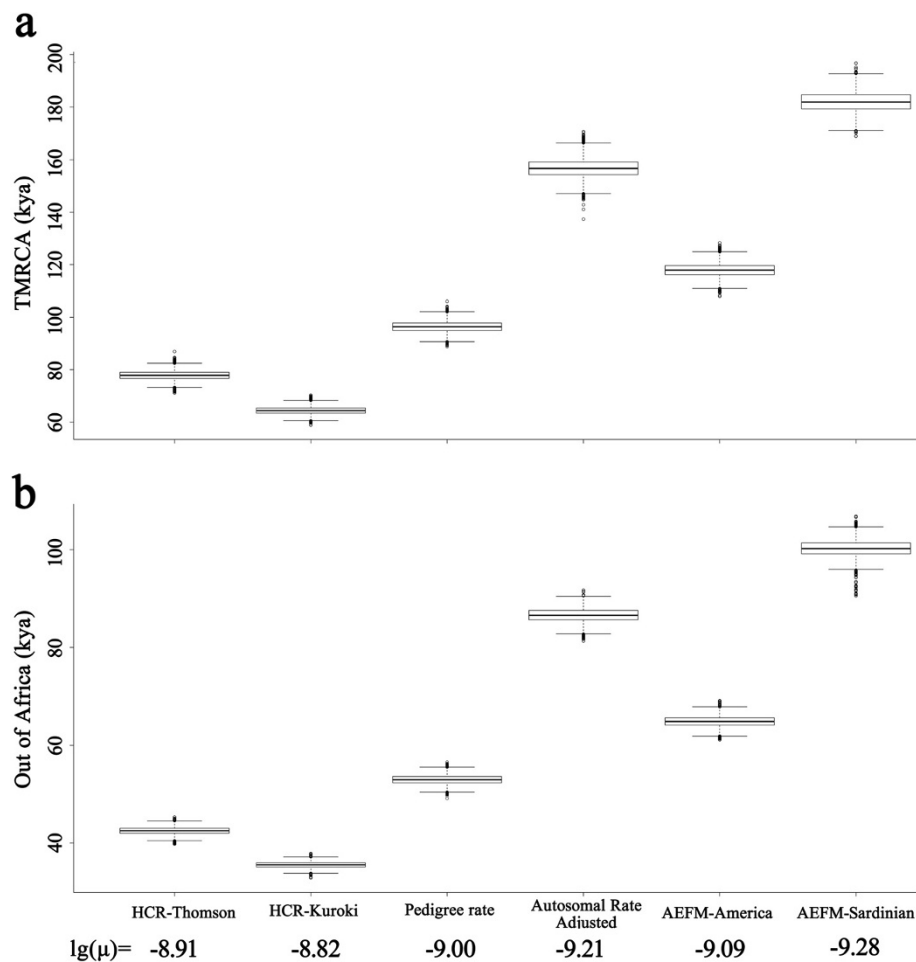 a
TMRCA (kya)
200
180
160
140
120
100
80
60
b
Out of Africa (kya)
100
80
60
40
HCR-Thomson
HCR-Kuroki
Pedigree rate
Autosomal Rate
Adjusted
AEFM-America
AEFM-Sardinian
lg(μ)= -8.91 -8.82 -9.00 -9.21 -9.09 -9.28